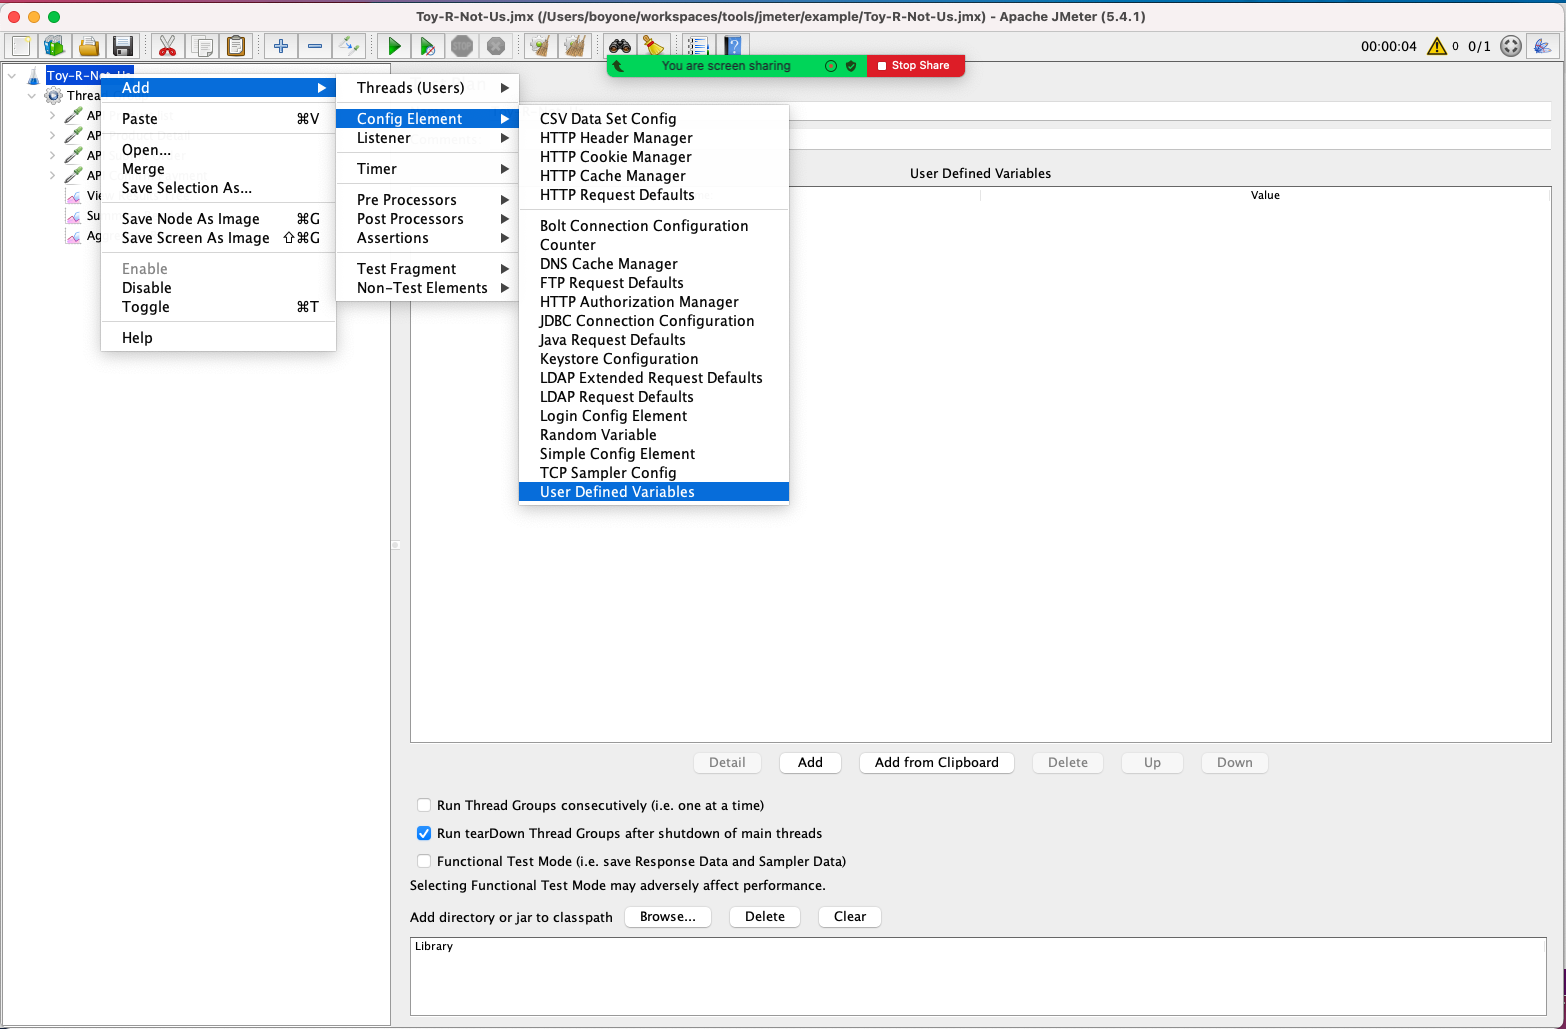 Toy-R-Not-Us.jmx (/Users/boyone/workspaces/tools/jmeter/example/Toy-R-Not-Us.jmx) - Apache JMeter (5.4.1)
STOP
00:00:04 0 0/1
You are screen sharing Stop Share
Toy-R-Not-Us
Threa
AP
AP
AP
AP
Vie
Su
Ag
Add
Paste ⌘V
Open...
Merge
Save Selection As...
Save Node As Image ⌘G
Save Screen As Image ⇧⌘G
Enable
Disable
Toggle ⌘T
Help
Threads (Users)
Config Element
Listener
Timer
Pre Processors
Post Processors
Assertions
Test Fragment
Non-Test Elements
CSV Data Set Config
HTTP Header Manager
HTTP Cookie Manager
HTTP Cache Manager
HTTP Request Defaults
Bolt Connection Configuration
Counter
DNS Cache Manager
FTP Request Defaults
HTTP Authorization Manager
JDBC Connection Configuration
Java Request Defaults
Keystore Configuration
LDAP Extended Request Defaults
LDAP Request Defaults
Login Config Element
Random Variable
Simple Config Element
TCP Sampler Config
User Defined Variables
User Defined Variables
Value
Detail Add Add from Clipboard Delete Up Down
Run Thread Groups consecutively (i.e. one at a time)
Run tearDown Thread Groups after shutdown of main threads
Functional Test Mode (i.e. save Response Data and Sampler Data)
Selecting Functional Test Mode may adversely affect performance.
Add directory or jar to classpath Browse... Delete Clear
Library